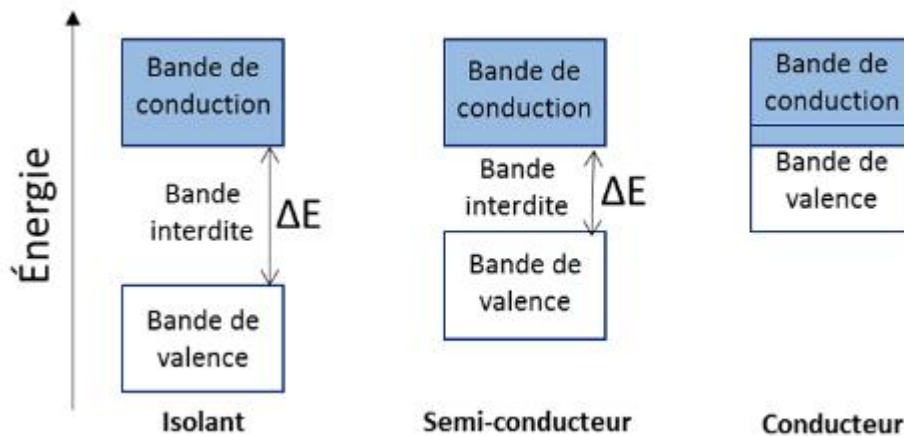 Énergie
Bande de
conduction
Bande
interdite
ΔE
Bande de
valence
Isolant
Bande de
conduction
Bande
interdite
ΔE
Bande de
valence
Semi-conducteur
Bande de
conduction
Bande de
valence
Conducteur